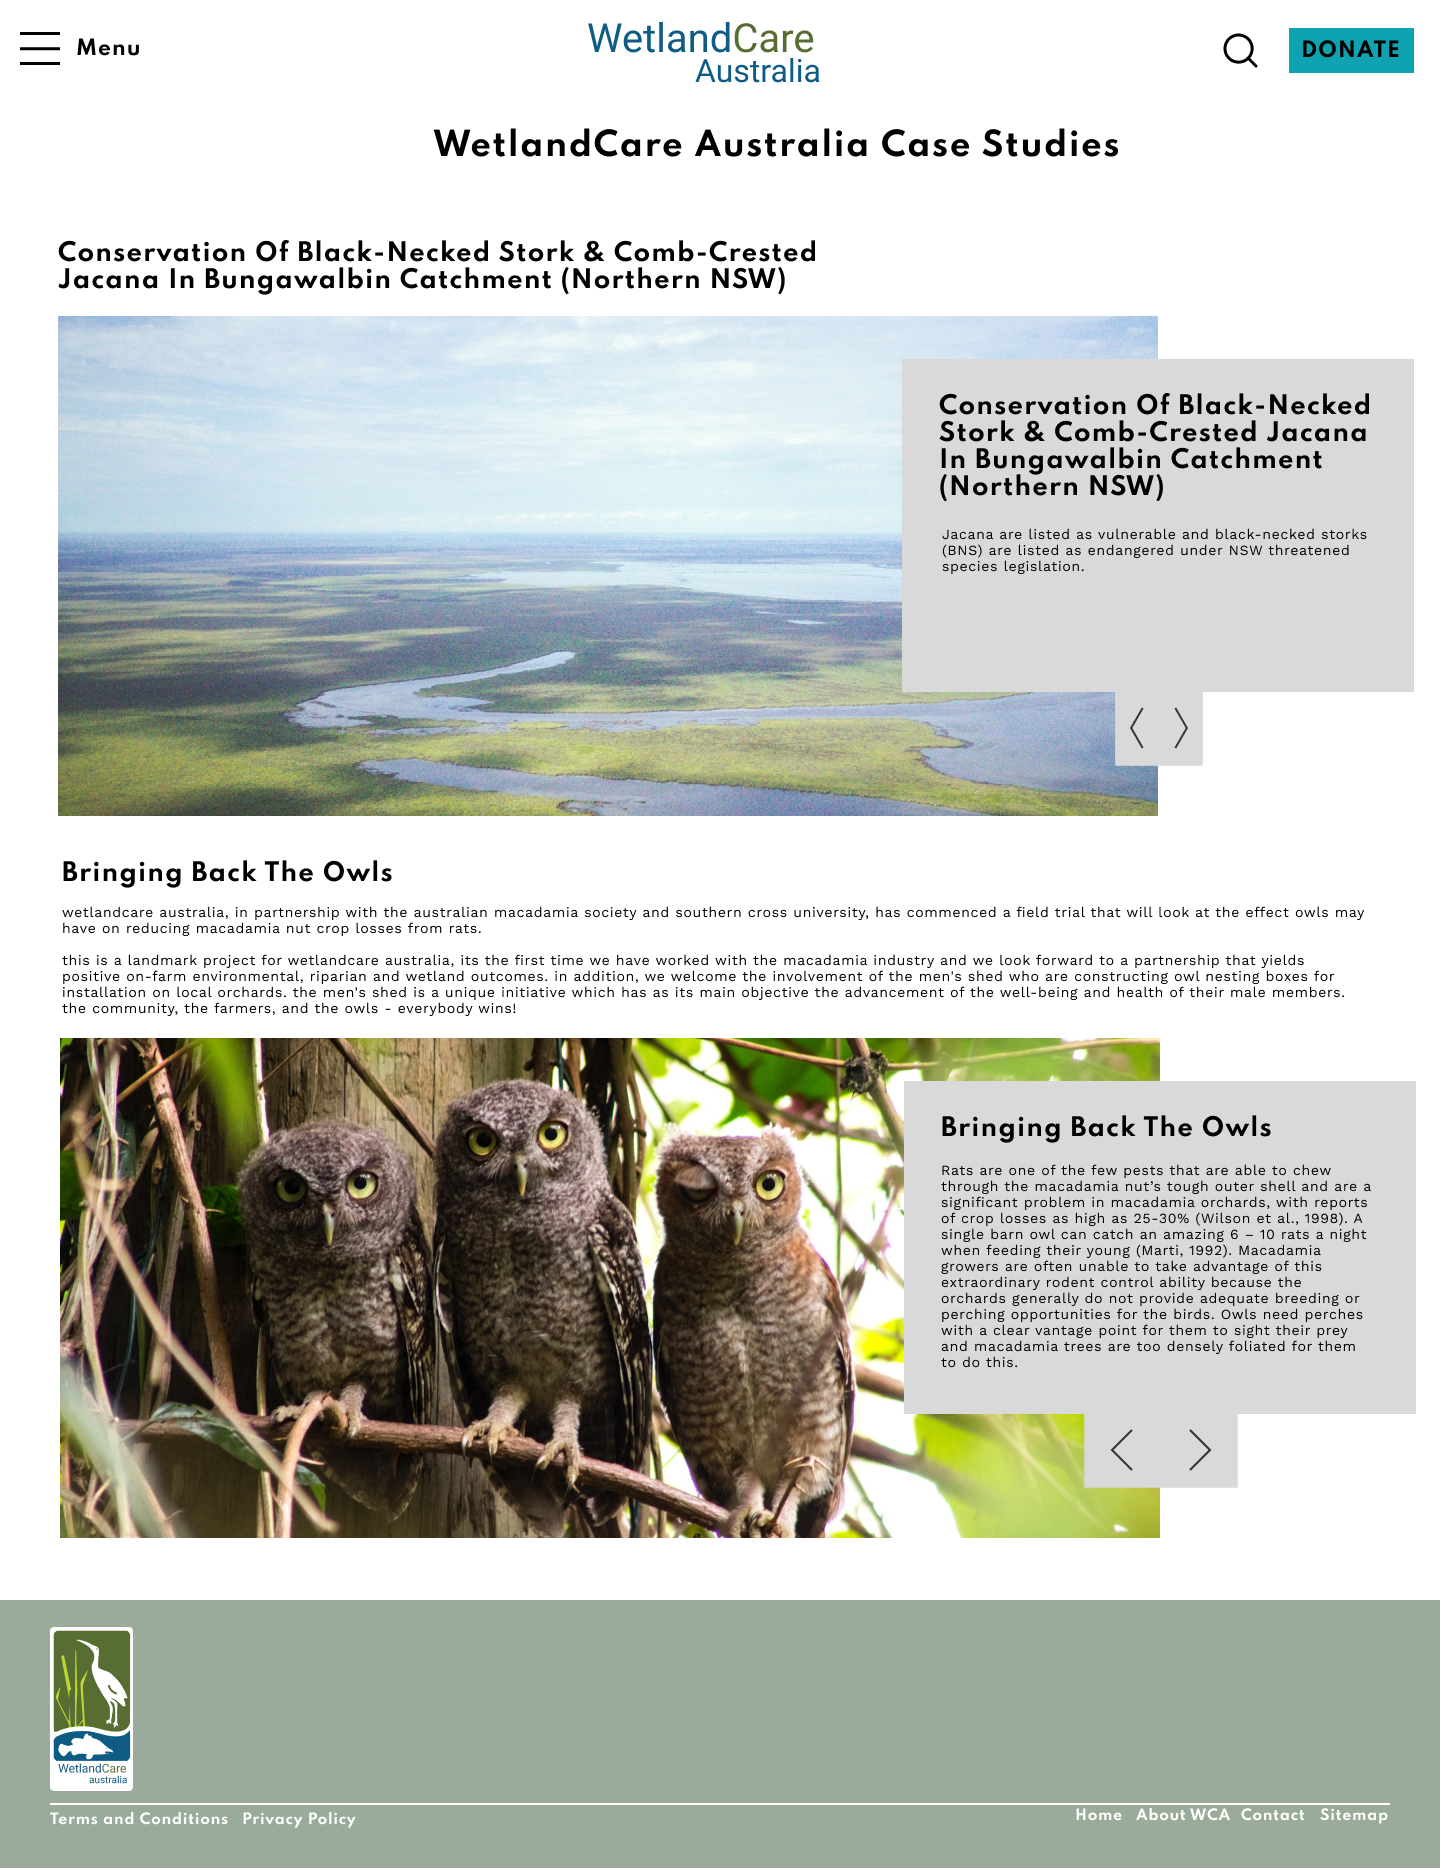 Menu
WetlandCare
Australia
DONATE
WetlandCare Australia Case Studies
Conservation Of Black-Necked Stork & Comb-Crested
Jacana In Bungawalbin Catchment (Northern NSW)
Conservation Of Black-Necked
Stork & Comb-Crested Jacana
In Bungawalbin Catchment
(Northern NSW)
Jacana are listed as vulnerable and black-necked storks
(BNS) are listed as endangered under NSW threatened
species legislation.
Bringing Back The Owls
wetlandcare australia, in partnership with the australian macadamia society and southern cross university, has commenced a field trial that will look at the effect owls may
have on reducing macadamia nut crop losses from rats.
this is a landmark project for wetlandcare australia, its the first time we have worked with the macadamia industry and we look forward to a partnership that yields
positive on-farm environmental, riparian and wetland outcomes. in addition, we welcome the involvement of the men's shed who are constructing owl nesting boxes for
installation on local orchards. the men's shed is a unique initiative which has as its main objective the advancement of the well-being and health of their male members.
the community, the farmers, and the owls - everybody wins!
Bringing Back The Owls
Rats are one of the few pests that are able to chew
through the macadamia nut’s tough outer shell and are a
significant problem in macadamia orchards, with reports
of crop losses as high as 25-30% (Wilson et al., 1998). A
single barn owl can catch an amazing 6 – 10 rats a night
when feeding their young (Marti, 1992). Macadamia
growers are often unable to take advantage of this
extraordinary rodent control ability because the
orchards generally do not provide adequate breeding or
perching opportunities for the birds. Owls need perches
with a clear vantage point for them to sight their prey
and macadamia trees are too densely foliated for them
to do this.
WetlandCare
australia
Terms and Conditions Privacy Policy
Home About WCA Contact Sitemap